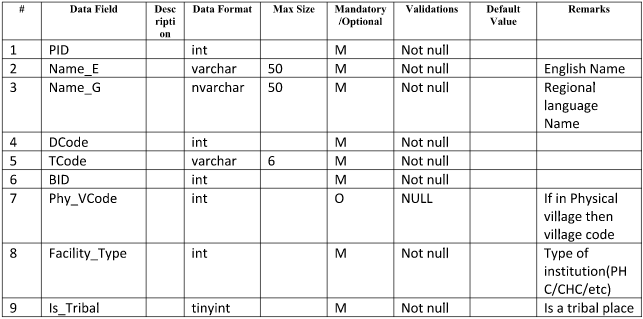 # Data Field Desc Data Format Max Size Mandatory Validations Default Remarks
ripti /Optional Value
on
1 PID int M Not null
2 Name_E varchar 50 M Not null English Name
3 Name_G nvarchar 50 M Not null Regional
language
Name
4 DCode int M Not null
5 TCode varchar 6 M Not null
6 BID int M Not null
7 Phy_VCode int O NULL If in Physical
village then
village code
8 Facility_Type int M Not null Type of
institution(PH
C/CHC/etc)
9 Is_Tribal tinyint M Not null Is a tribal place